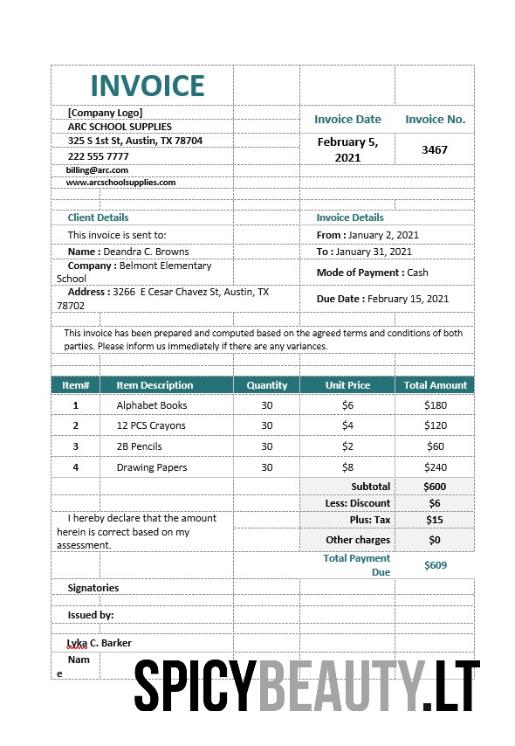 INVOICE
[Company Logo]
ARC SCHOOL SUPPLIES
325 S 1st St, Austin, TX 78704
222 555 7777
billing@arc.com
www.arcschoolsupplies.com
Invoice Date Invoice No.
February 5,
2021
3467
Client Details
This invoice is sent to:
Name : Deandra C. Browns
Company : Belmont Elementary
School
Address : 3266 E Cesar Chavez St, Austin, TX
78702
Invoice Details
From : January 2, 2021
To : January 31, 2021
Mode of Payment : Cash
Due Date : February 15, 2021
This invoice has been prepared and computed based on the agreed terms and conditions of both
parties. Please inform us immediately if there are any variances.
Item# Item Description Quantity Unit Price Total Amount
1 Alphabet Books 30 $6 $180
2 12 PCS Crayons 30 $4 $120
3 2B Pencils 30 $2 $60
4 Drawing Papers 30 $8 $240
Subtotal $600
Less: Discount $6
Plus: Tax $15
Other charges $0
Total Payment
Due
$609
I hereby declare that the amount
herein is correct based on my
assessment.
Signatories
Issued by:
Lyka C. Barker
Nam
e
SPICYBEAUTY.LT